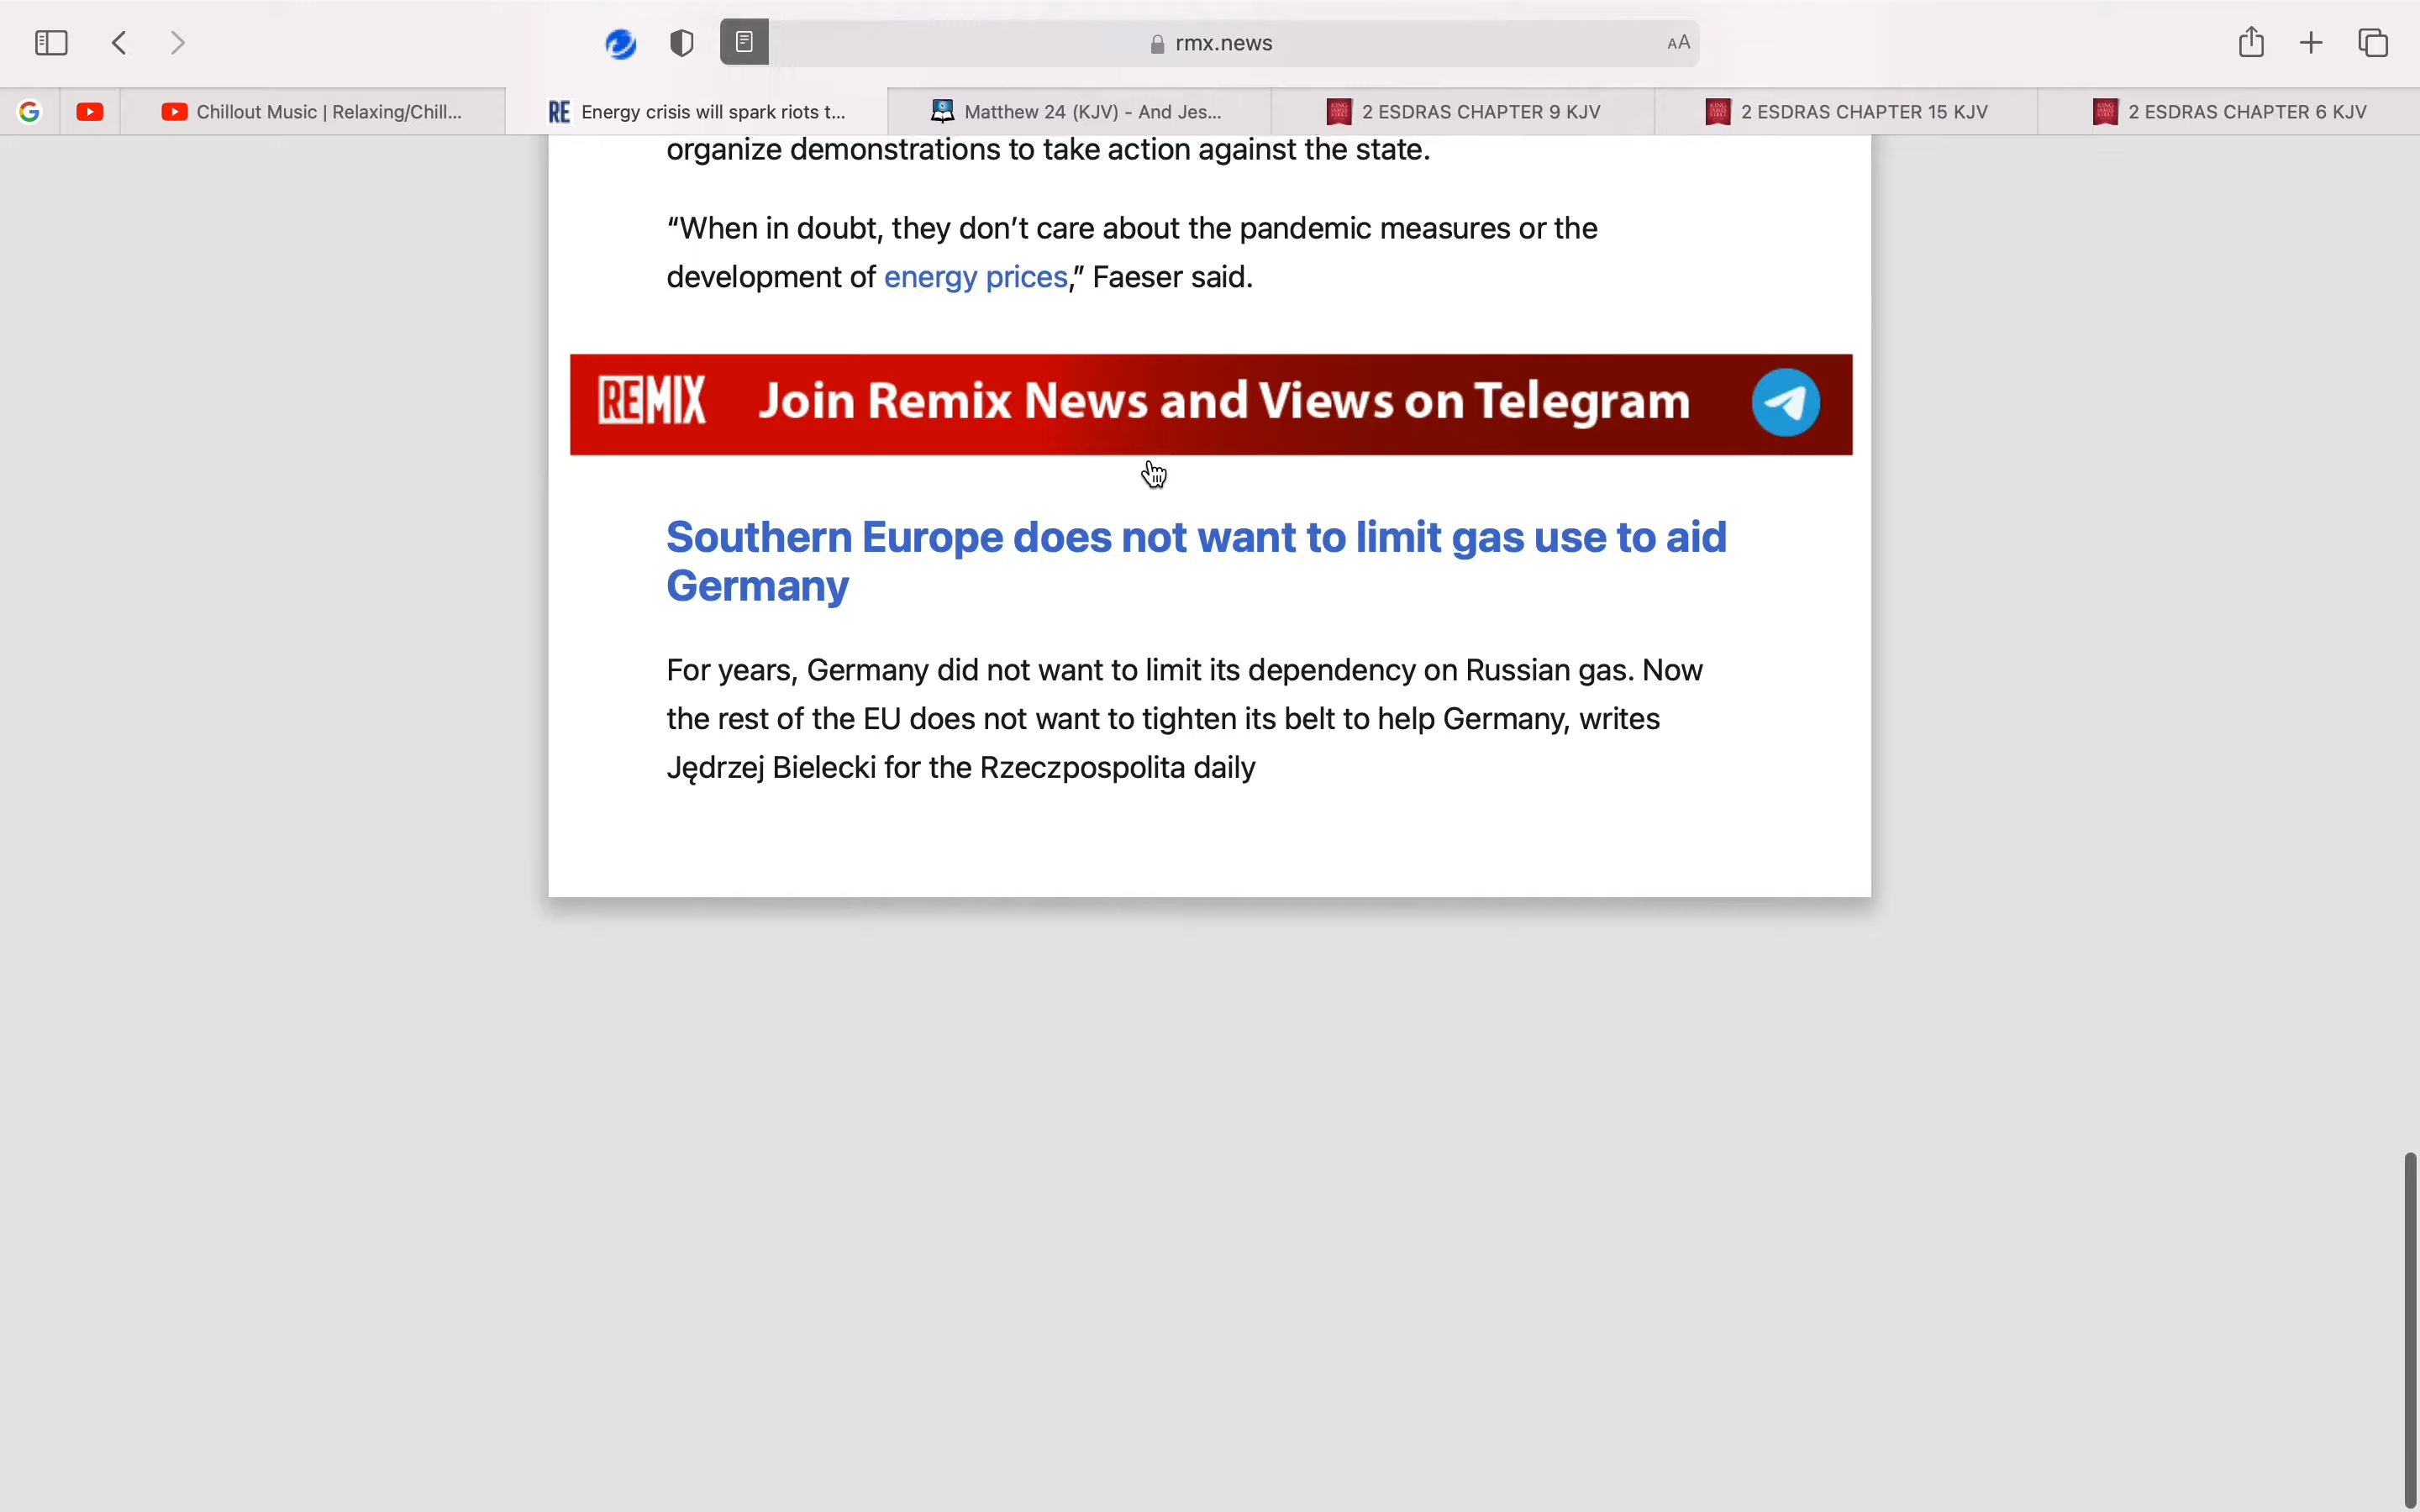 rmx.news
AA
Chillout Music | Relaxing/Chill...
RE Energy crisis will spark riots t...
Matthew 24 (KJV) - And Jes...
2 ESDRAS CHAPTER 9 KJV
2 ESDRAS CHAPTER 15 KJV
2 ESDRAS CHAPTER 6 KJV
organize demonstrations to take action against the state.
“When in doubt, they don’t care about the pandemic measures or the
development of energy prices,” Faeser said.
REMIX Join Remix News and Views on Telegram
Southern Europe does not want to limit gas use to aid
Germany
For years, Germany did not want to limit its dependency on Russian gas. Now
the rest of the EU does not want to tighten its belt to help Germany, writes
Jędrzej Bielecki for the Rzeczpospolita daily